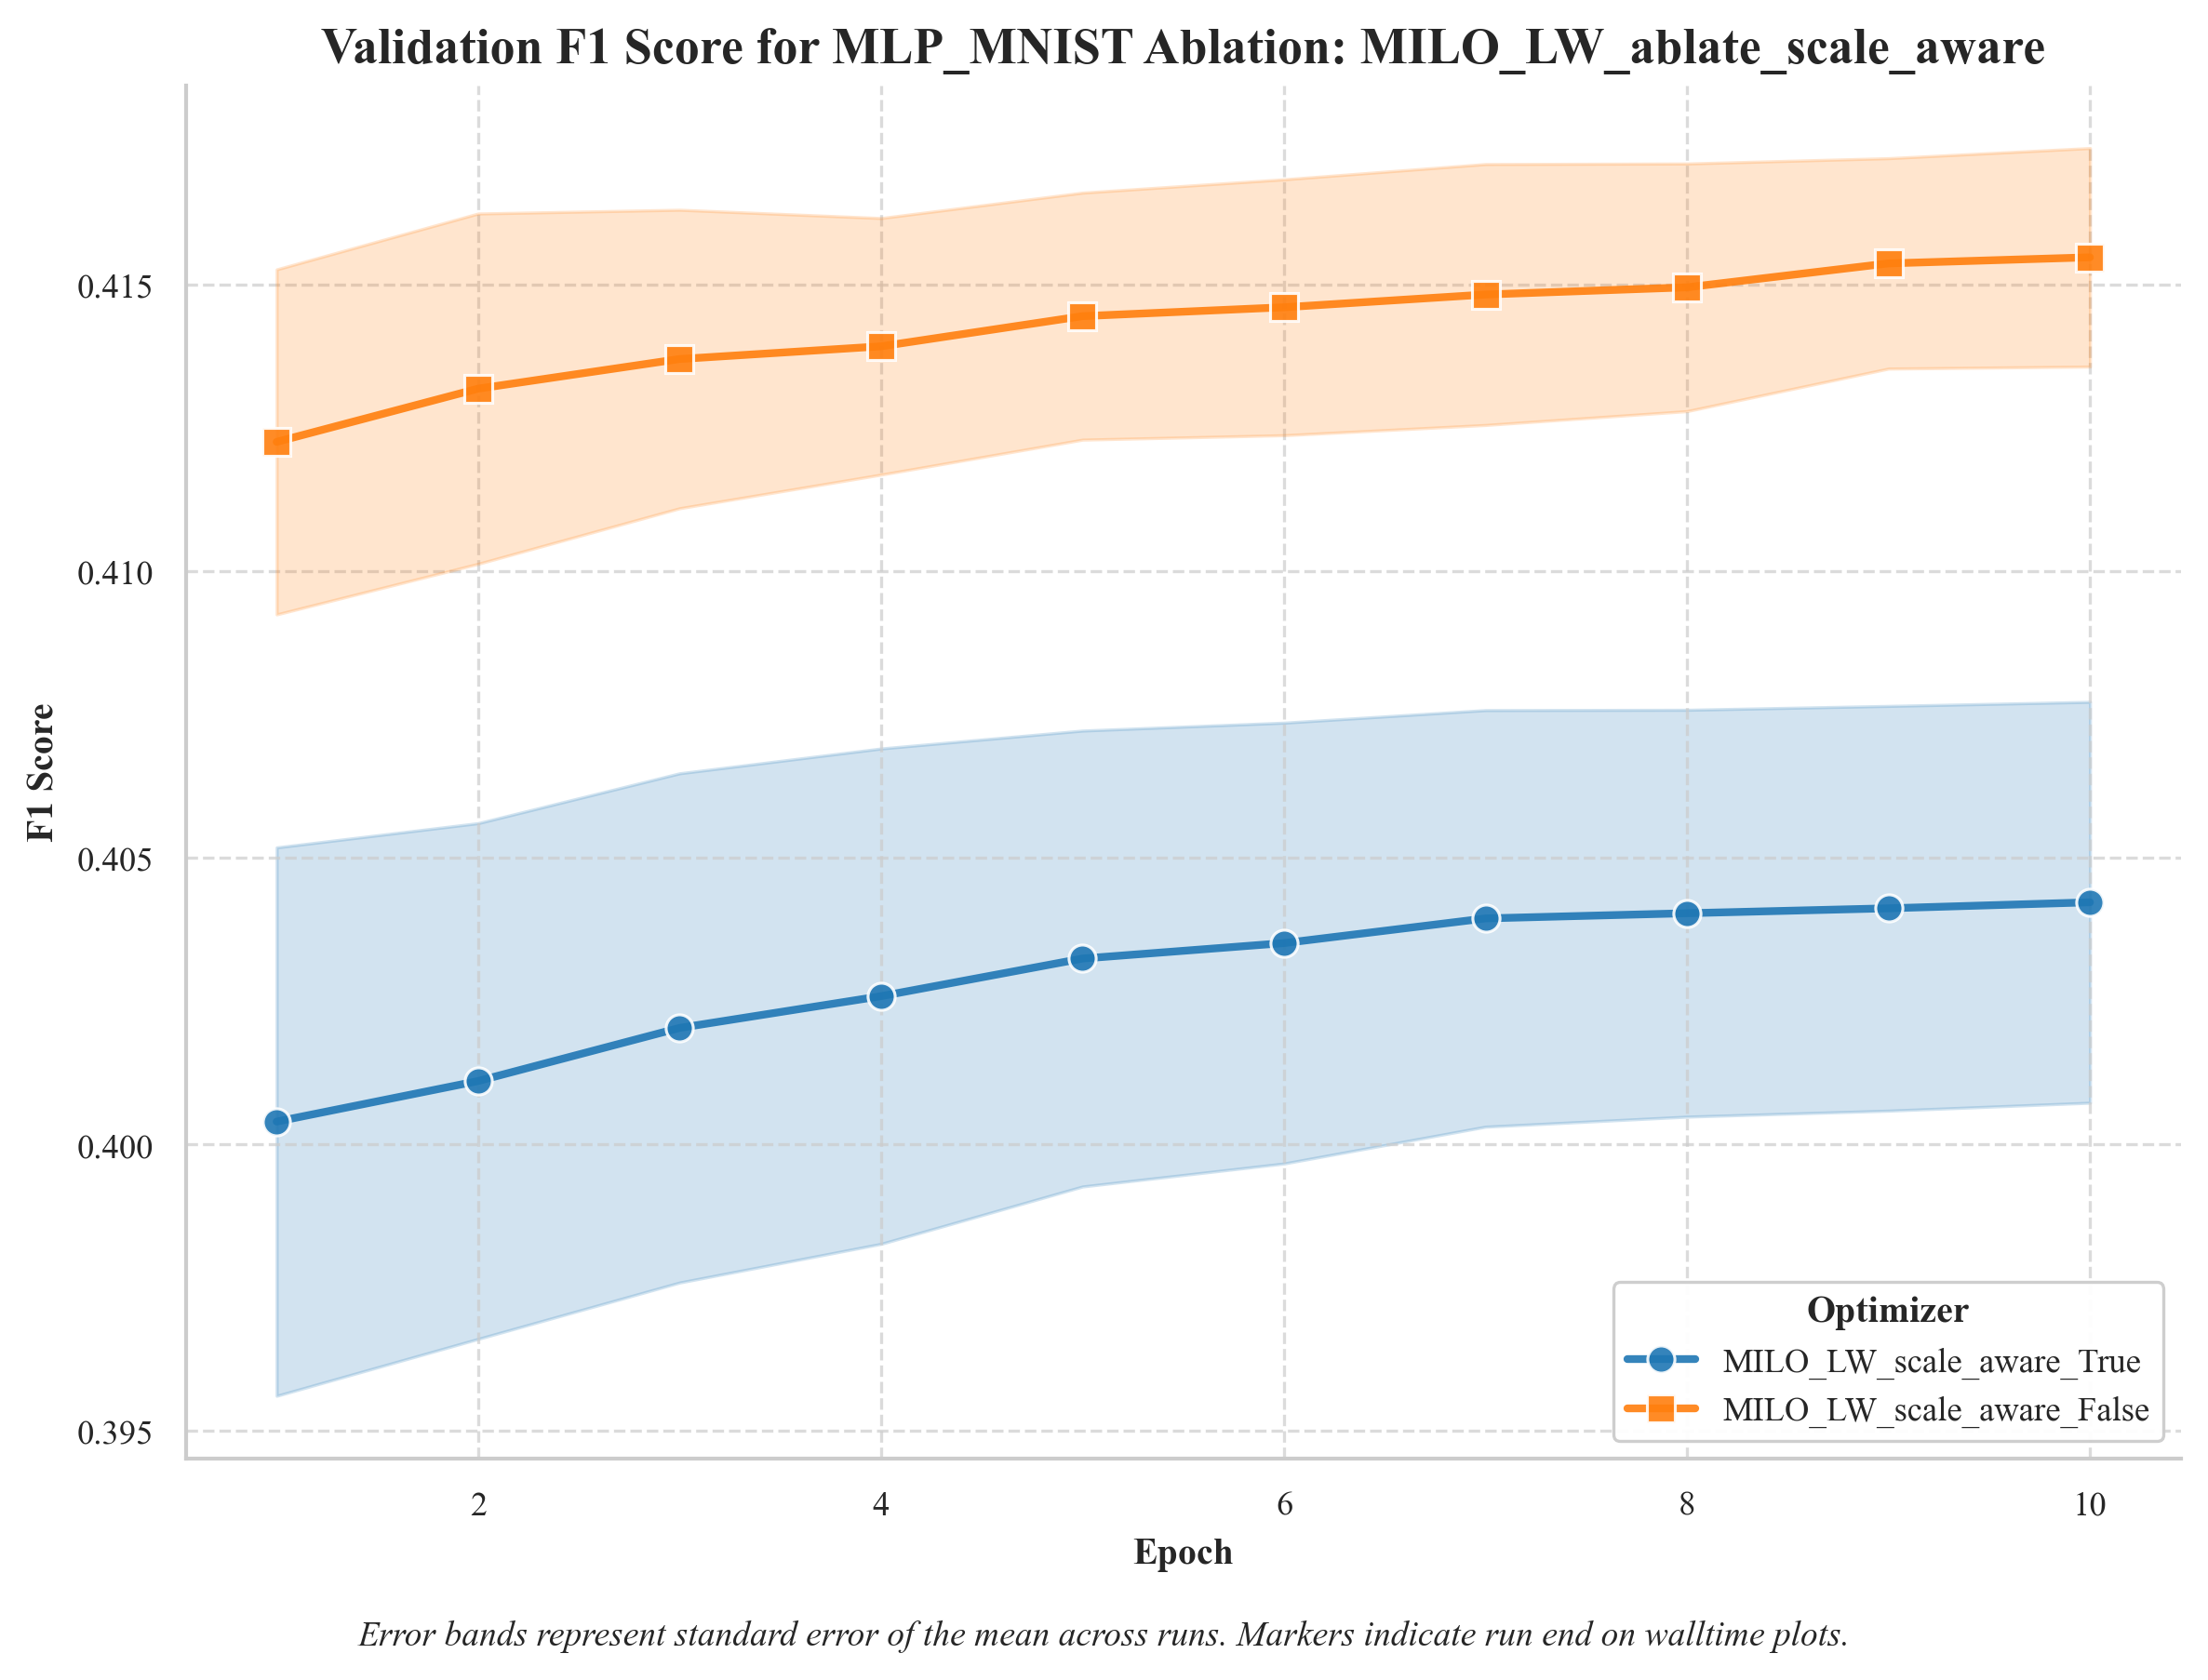 Validation F1 Score for MLP_MNIST Ablation: MILO_LW_ablate_scale_aware
0.415
0.410
0.405
0.400
0.395
F1 Score
2 4 6 8 10
Epoch
Optimizer
MILO_LW_scale_aware_True
MILO_LW_scale_aware_False
Error bands represent standard error of the mean across runs. Markers indicate run end on walltime plots.